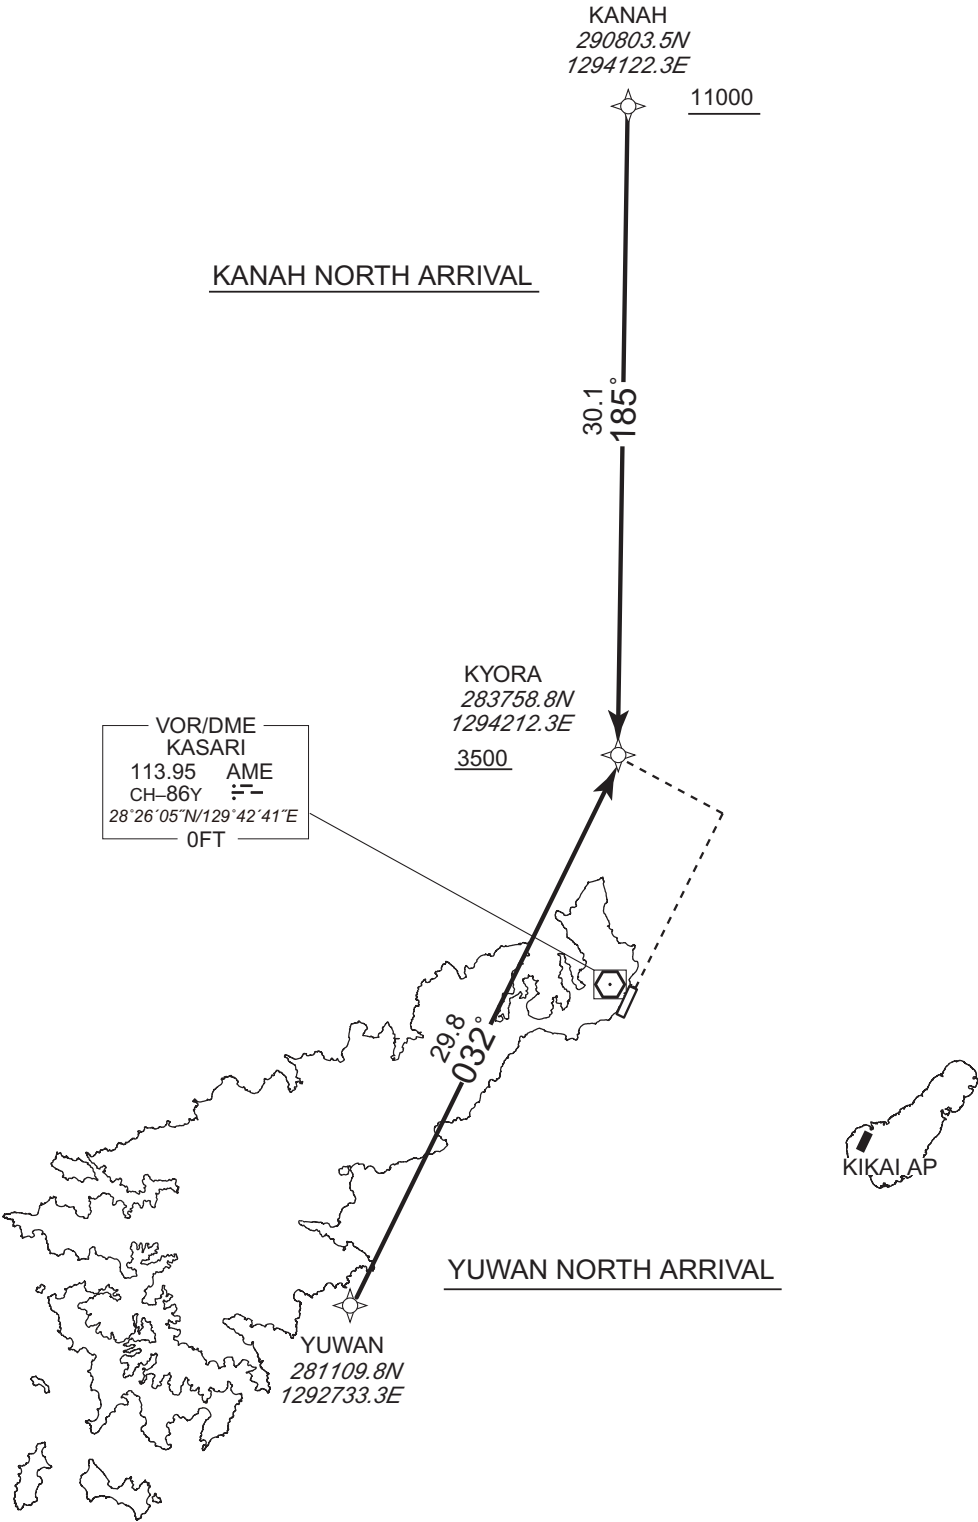 KANAH
290803.5N
1294122.3E
11000
KANAH NORTH ARRIVAL
30.1
185°
KYORA
283758.8N
1294212.3E
3500
VOR/DME
KASARI
113.95 AME
CH–86Y
28°26′05″N/129°42′41″E
0FT
29.8
032°
KIKAI AP
YUWAN NORTH ARRIVAL
YUWAN
281109.8N
1292733.3E